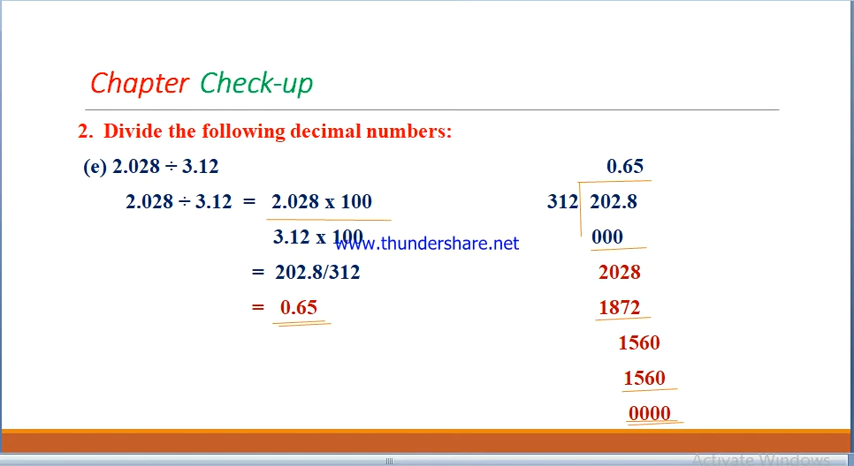 Chapter Check-up
2. Divide the following decimal numbers:
(e) 2.028 ÷ 3.12
2.028 ÷ 3.12 = 2.028 x 100
3.12 x 100
= 202.8/312
= 0.65
0.65
312 202.8
000
2028
1872
1560
1560
0000
www.thundershare.net
Activate Windows